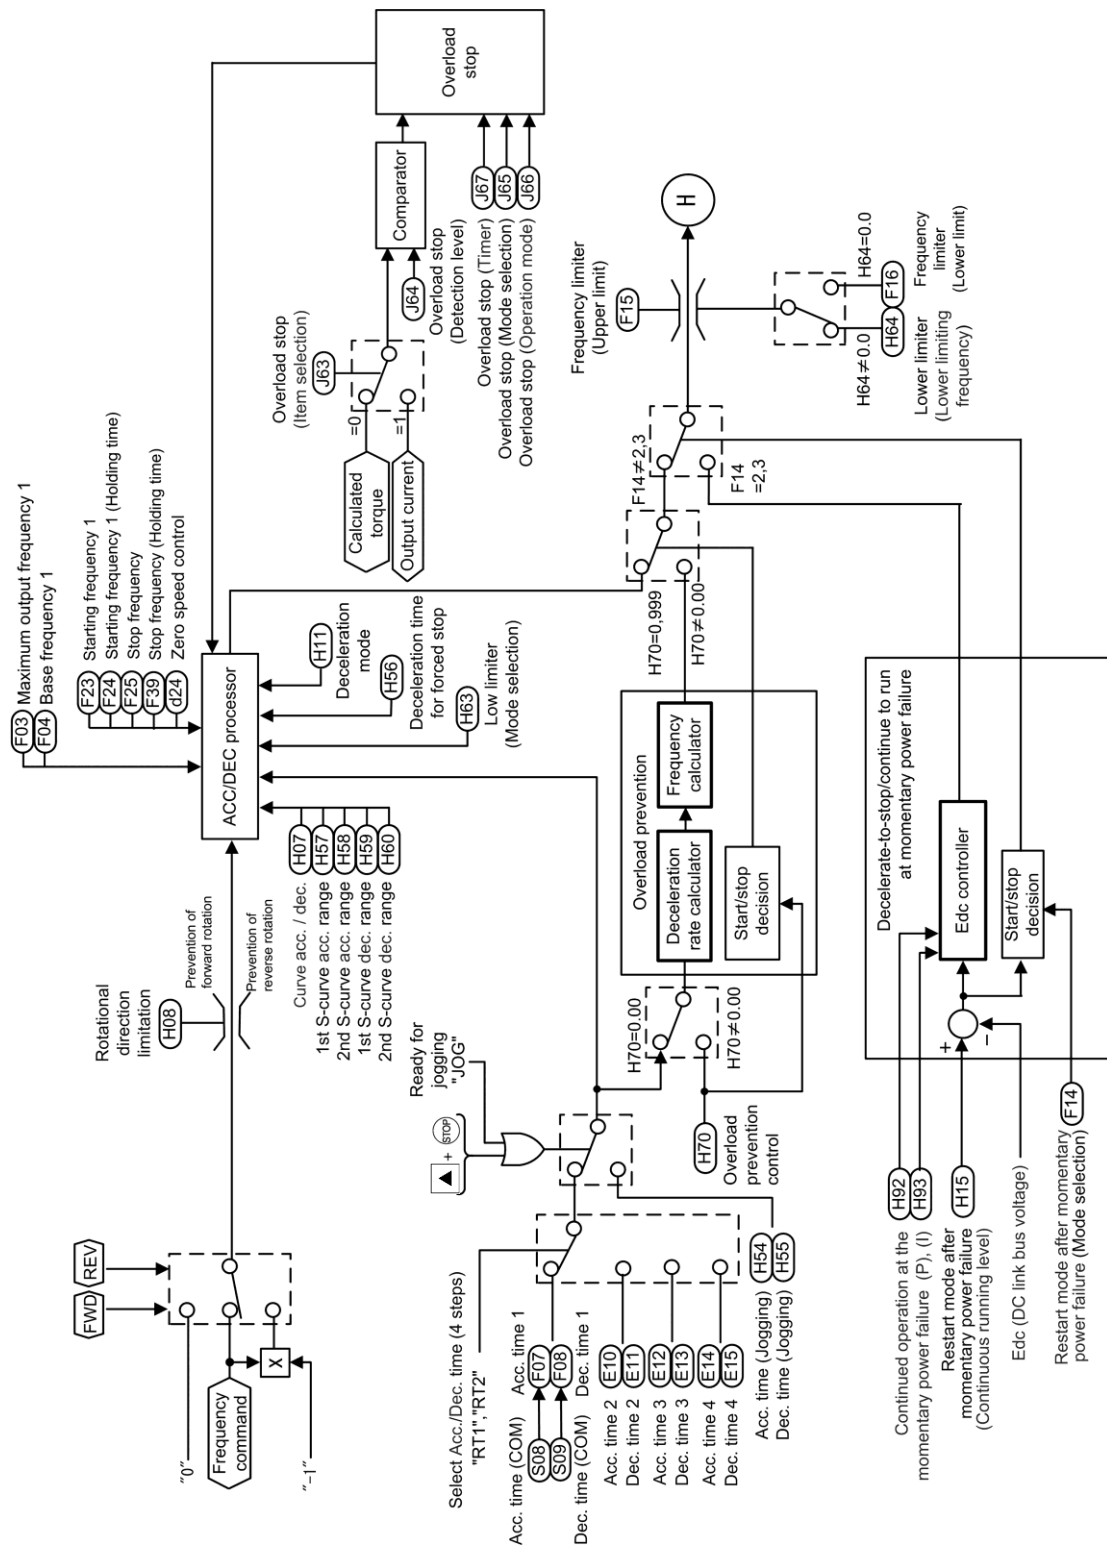 "0"
Frequency
command
"−1"
X
FWD
REV
Rotational
direction
limitation
H08
Prevention of
forward rotation
Prevention of
reverse rotation
F03
Maximum output frequency 1
F04
Base frequency 1
F23
Starting frequency 1
F24
Starting frequency 1 (Holding time)
F25
Stop frequency
F39
Stop frequency (Holding time)
d24
Zero speed control
ACC/DEC processor
Curve acc. / dec.
H07
1st S-curve acc. range
H57
2nd S-curve acc. range
H58
1st S-curve dec. range
H59
2nd S-curve dec. range
H60
H11
Deceleration
mode
H56
Deceleration time
for forced stop
H63
Low limiter
(Mode selection)
Calculated
torque
=0
Output current
=1
Overload stop
(Item selection)
J63
Comparator
J64
Overload stop
(Detection level)
Overload
stop
Overload stop (Timer)
J67
Overload stop (Mode selection)
J65
Overload stop (Operation mode)
J66
Select Acc./Dec. time (4 steps)
"RT1","RT2"
Acc. time (COM)
S08
Acc. time 1
F07
S09
Dec. time (COM)
F08
Dec. time 1
Acc. time 2
E10
Dec. time 2
E11
Acc. time 3
E12
Dec. time 3
E13
Acc. time 4
E14
Dec. time 4
E15
Acc. time (Jogging)
H54
Dec. time (Jogging)
H55
+
STOP
Ready for
jogging
"JOG"
H70
Overload
prevention
control
H70=0.00
H70≠0.00
Overload prevention
Deceleration
rate calculator
Frequency
calculator
Start/stop
decision
H70=0,999
H70≠0.00
F14≠2,3
F14
=2,3
Frequency limiter
(Upper limit)
F15
H
H64≠0.0
H64
Lower limiter
(Lower limiting
frequency)
H64=0.0
F16
Frequency
limiter
(Lower limit)
Continued operation at the
momentary power failure (P), (I)
H92
H93
H15
Restart mode after
momentary power failure
(Continuous running level)
Edc (DC link bus voltage)
Restart mode after momentary
power failure (Mode selection)
F14
+
−
Decelerate-to-stop/continue to run
at momentary power failure
Edc controller
Start/stop
decision